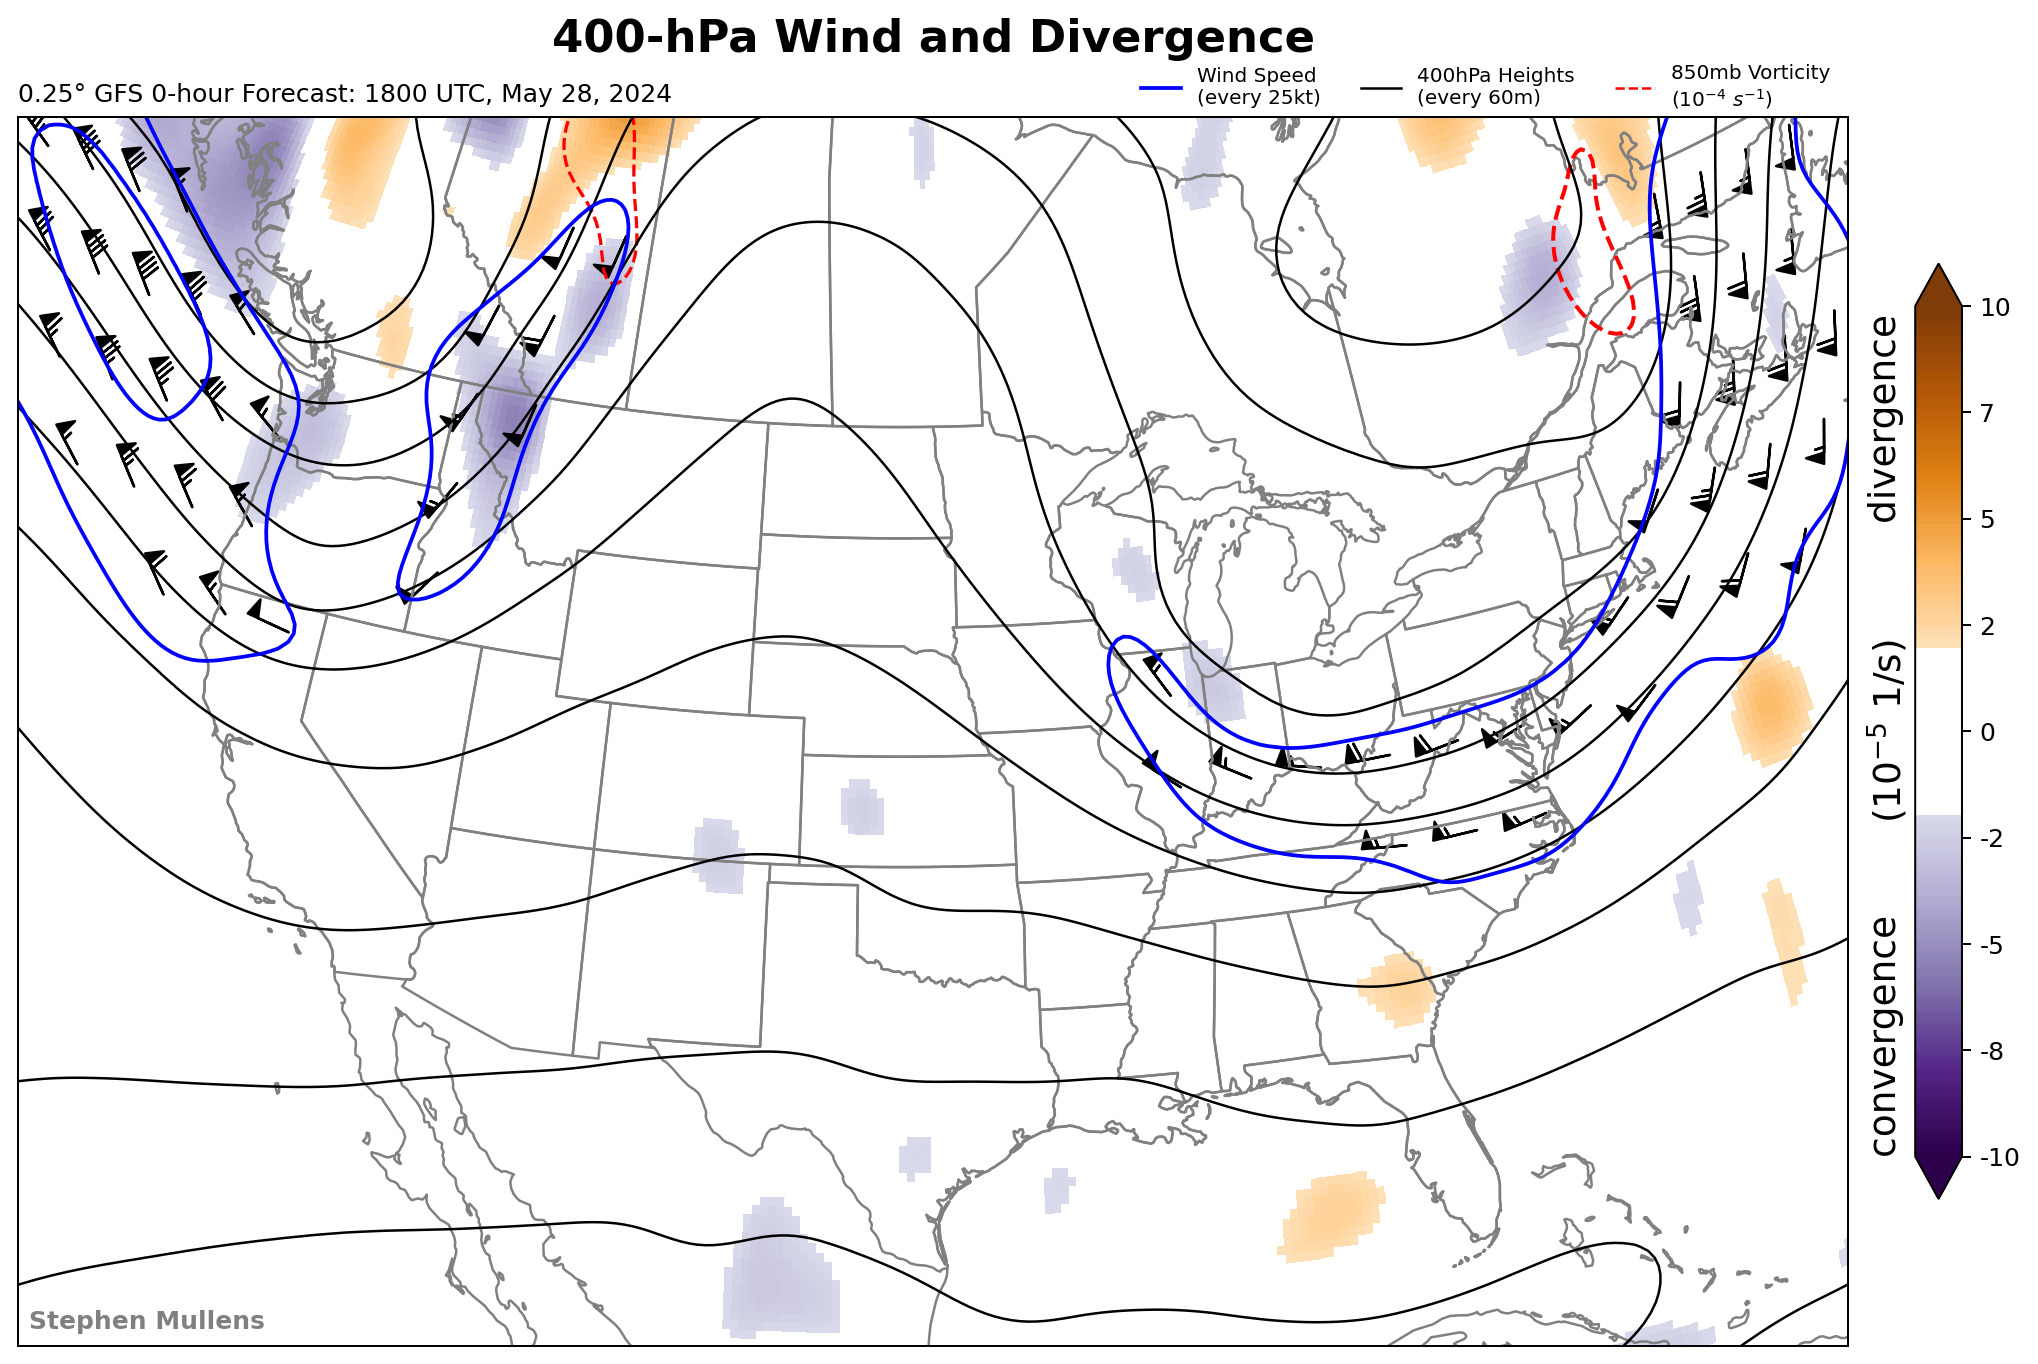 400-hPa Wind and Divergence
0.25° GFS 0-hour Forecast: 1800 UTC, May 28, 2024
Wind Speed
(every 25kt)
400hPa Heights
(every 60m)
850mb Vorticity
(10⁻⁴ s⁻¹)
10
7
5
2
0
-2
-5
-8
-10
convergence (10⁻⁵ 1/s) divergence
Stephen Mullens